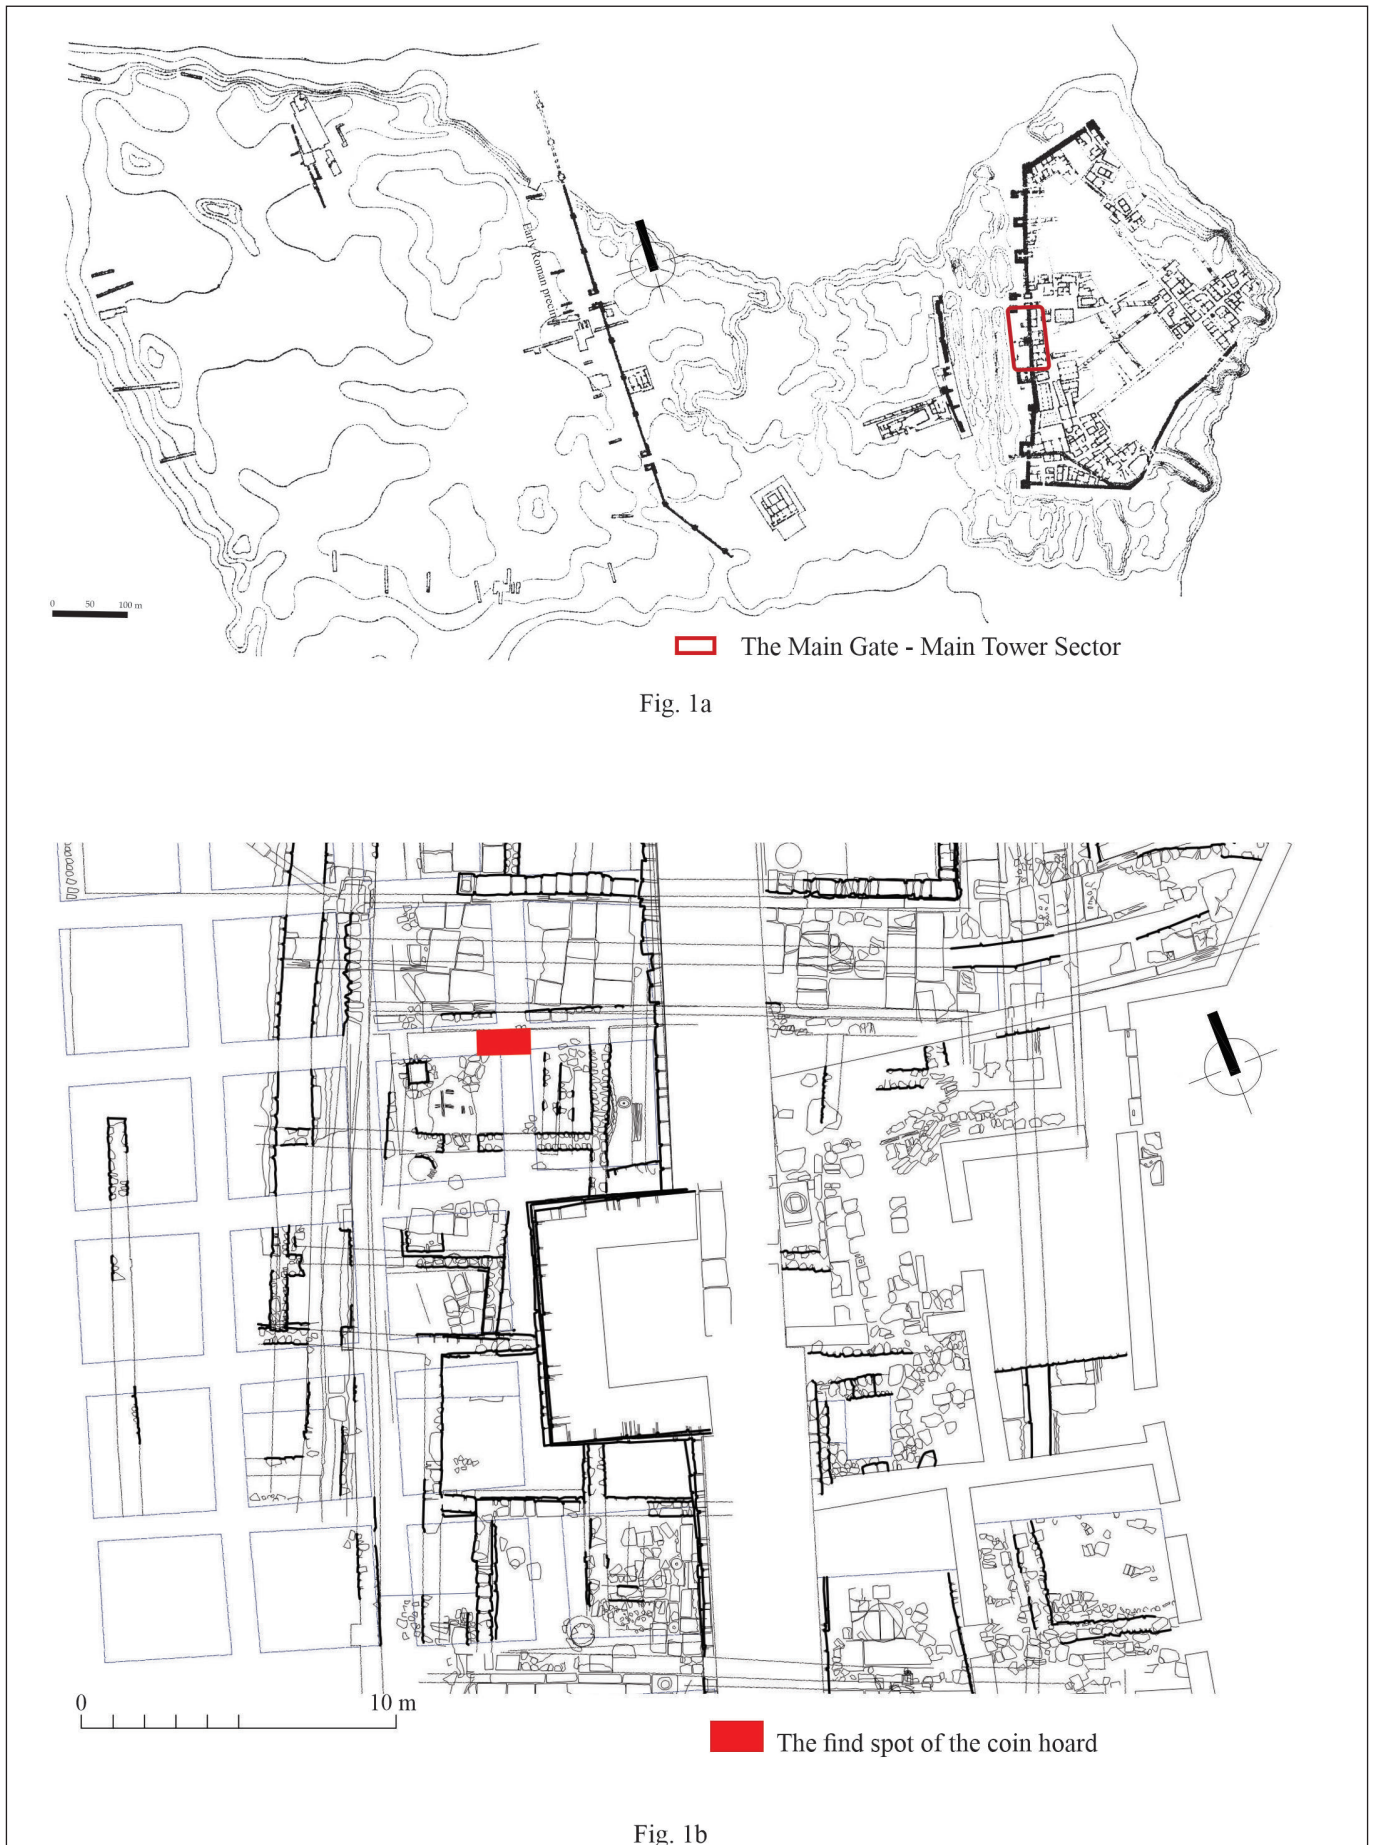 Early Roman precinct
0 50 100 m
The Main Gate - Main Tower Sector
Fig. 1a
0 10 m
The find spot of the coin hoard
Fig. 1b